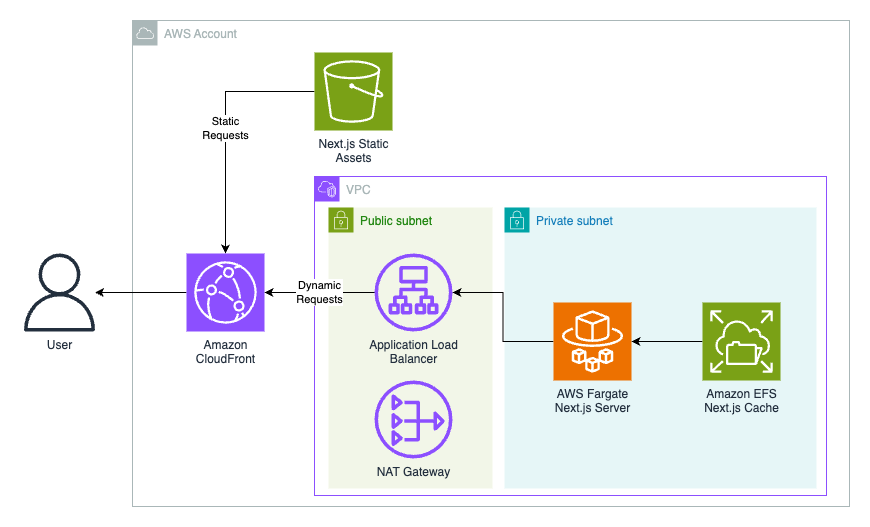 AWS Account
Next.js Static
Assets
Static
Requests
VPC
Public subnet
Private subnet
Dynamic
Requests
User
Amazon
CloudFront
Application Load
Balancer
AWS Fargate
Next.js Server
Amazon EFS
Next.js Cache
NAT Gateway